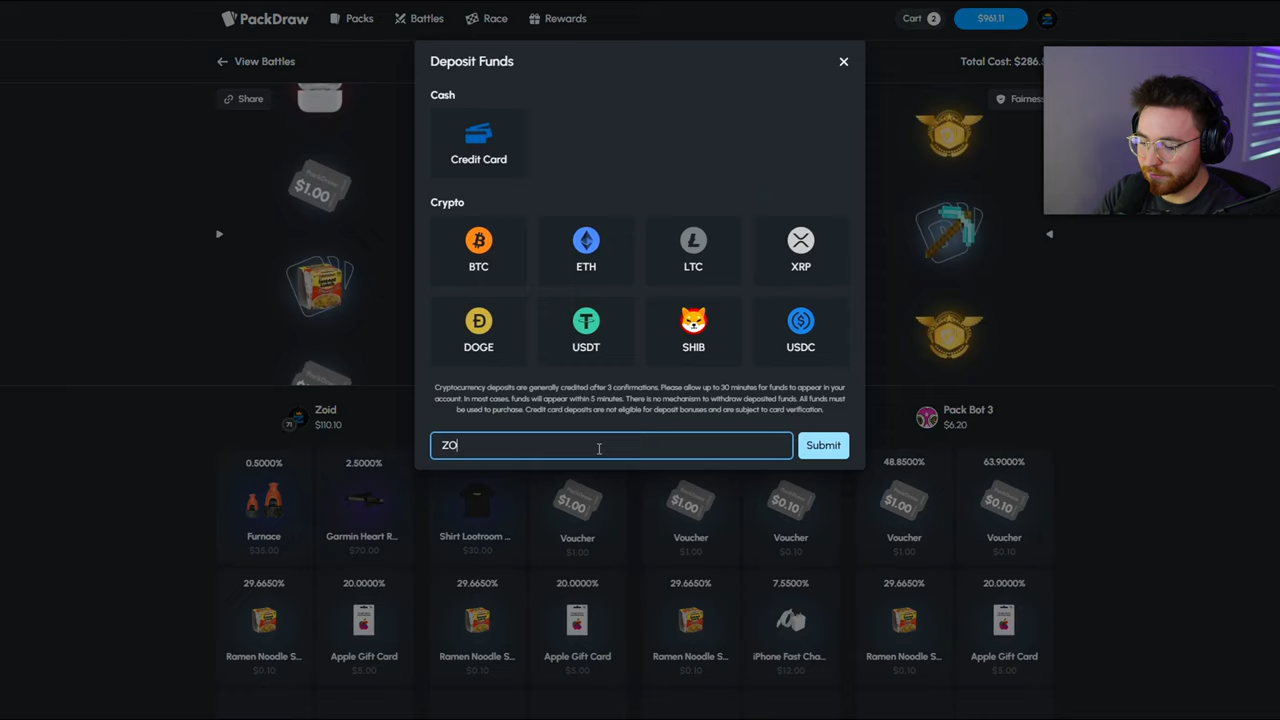 PackDraw
Packs
Battles
Race
Rewards
Cart 2
$961.11
View Battles
Total Cost: $286.
Share
Fairness
Deposit Funds
Cash
Credit Card
Crypto
BTC
ETH
LTC
XRP
DOGE
USDT
SHIB
USDC
Cryptocurrency deposits are generally credited after 3 confirmations. Please allow up to 30 minutes for funds to appear in your
account. In most cases, funds will appear within 5 minutes. There is no mechanism to withdraw deposited funds. All funds must
be used to purchase. Credit card deposits are not eligible for deposit bonuses and are subject to card verification.
ZO
Submit
$1.00
71
Zoid
$110.10
Pack Bot 3
$6.20
0.5000%
2.5000%
48.8500%
63.9000%
$1.00
$1.00
$0.10
$1.00
$0.10
Furnace
Garmin Heart R...
Shirt Lootroom ...
Voucher
Voucher
Voucher
Voucher
Voucher
$35.00
$70.00
$30.00
$1.00
$1.00
$0.10
$1.00
$0.10
29.6650%
20.0000%
29.6650%
20.0000%
29.6650%
7.5500%
29.6650%
20.0000%
Ramen Noodle S...
Apple Gift Card
Ramen Noodle S...
Apple Gift Card
Ramen Noodle S...
iPhone Fast Cha...
Ramen Noodle S...
Apple Gift Card
$0.10
$5.00
$0.10
$5.00
$0.10
$12.00
$0.10
$5.00